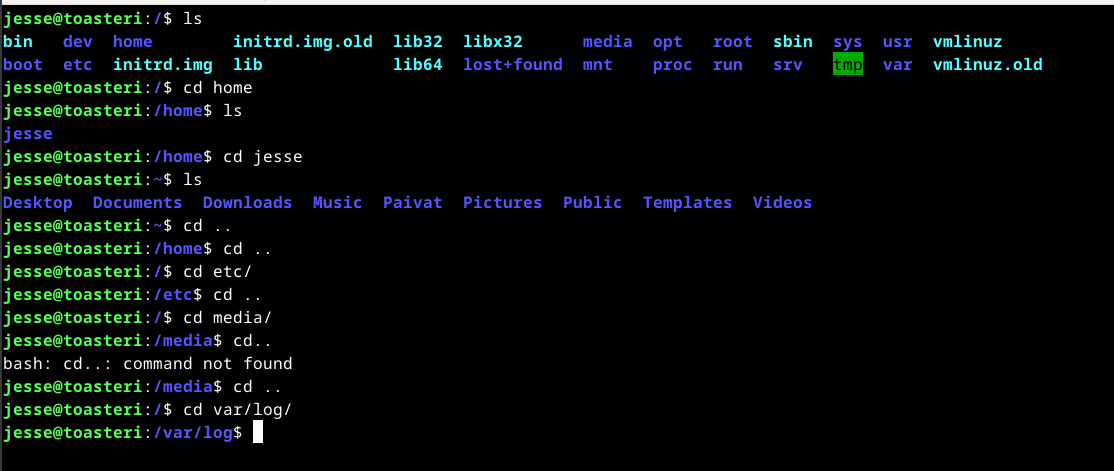 jesse@toasteri:/$ ls
bin   dev  home        initrd.img.old  lib32  libx32      media  opt   root  sbin  sys  usr  vmlinuz
boot  etc  initrd.img  lib             lib64  lost+found  mnt    proc  run   srv   tmp  var  vmlinuz.old
jesse@toasteri:/$ cd home
jesse@toasteri:/home$ ls
jesse
jesse@toasteri:/home$ cd jesse
jesse@toasteri:~$ ls
Desktop  Documents  Downloads  Music  Paivat  Pictures  Public  Templates  Videos
jesse@toasteri:~$ cd ..
jesse@toasteri:/home$ cd ..
jesse@toasteri:/$ cd etc/
jesse@toasteri:/etc$ cd ..
jesse@toasteri:/$ cd media/
jesse@toasteri:/media$ cd..
bash: cd..: command not found
jesse@toasteri:/media$ cd ..
jesse@toasteri:/$ cd var/log/
jesse@toasteri:/var/log$